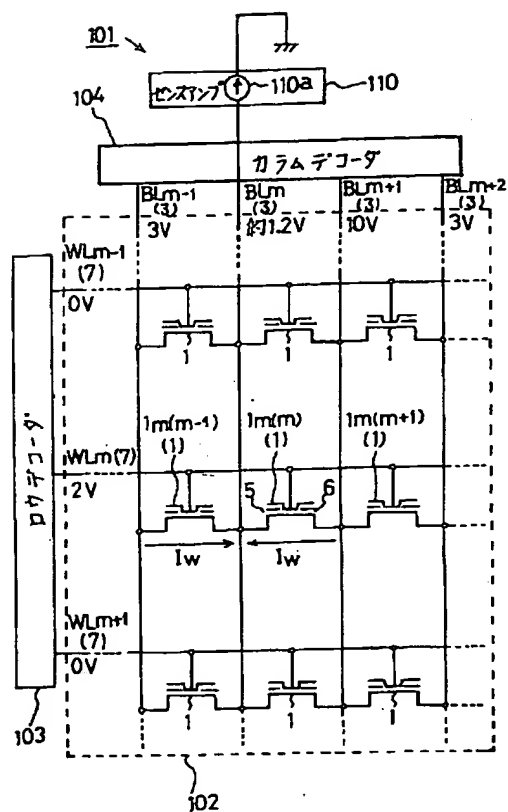 101
センスアンプ
110a
110
104
カラムデコーダ
BLm-1 BLm BLm+1 BLm+2
(3) (3) (3) (3)
3V 約1.2V 10V 3V
WLm-1
(7)
0V
1 1 1
1m(m-1) 1m(m) 1m(m+1)
(1) (1) (1)
WLm(7)
2V
5 6
Iw Iw
ロウデコーダ
WLm+1
(7)
0V
1 1 1
103
102